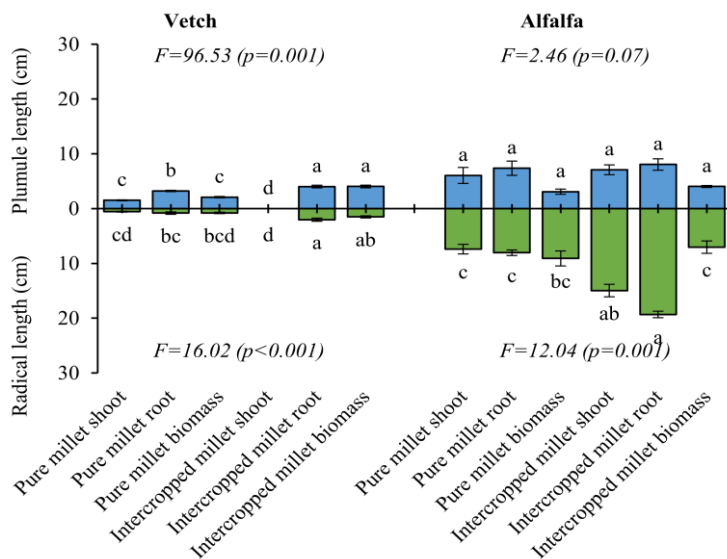 Vetch Alfalfa
30 F=96.53 (p=0.001) F=2.46 (p=0.07)
20
10
0
10
20
30
Plumule length (cm)
Radical length (cm)
c b c d a a a a a a a a
cd bc bcd d a ab c c bc ab a c
F=16.02 (p<0.001) F=12.04 (p=0.001)
Pure millet shoot
Pure millet root
Pure millet biomass
Intercropped millet shoot
Intercropped millet root
Intercropped millet biomass
Pure millet shoot
Pure millet root
Pure millet biomass
Intercropped millet shoot
Intercropped millet root
Intercropped millet biomass